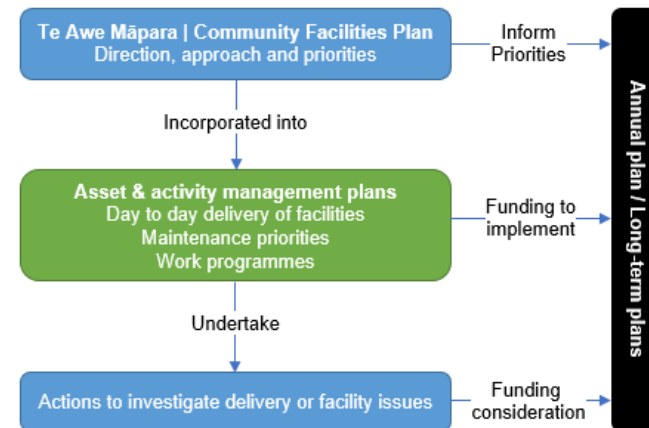 Te Awe Māpara | Community Facilities Plan
Direction, approach and priorities
Inform
Priorities
Incorporated into
Asset & activity management plans
Day to day delivery of facilities
Maintenance priorities
Work programmes
Funding to
implement
Undertake
Actions to investigate delivery or facility issues
Funding
consideration
Annual plan / Long-term plans